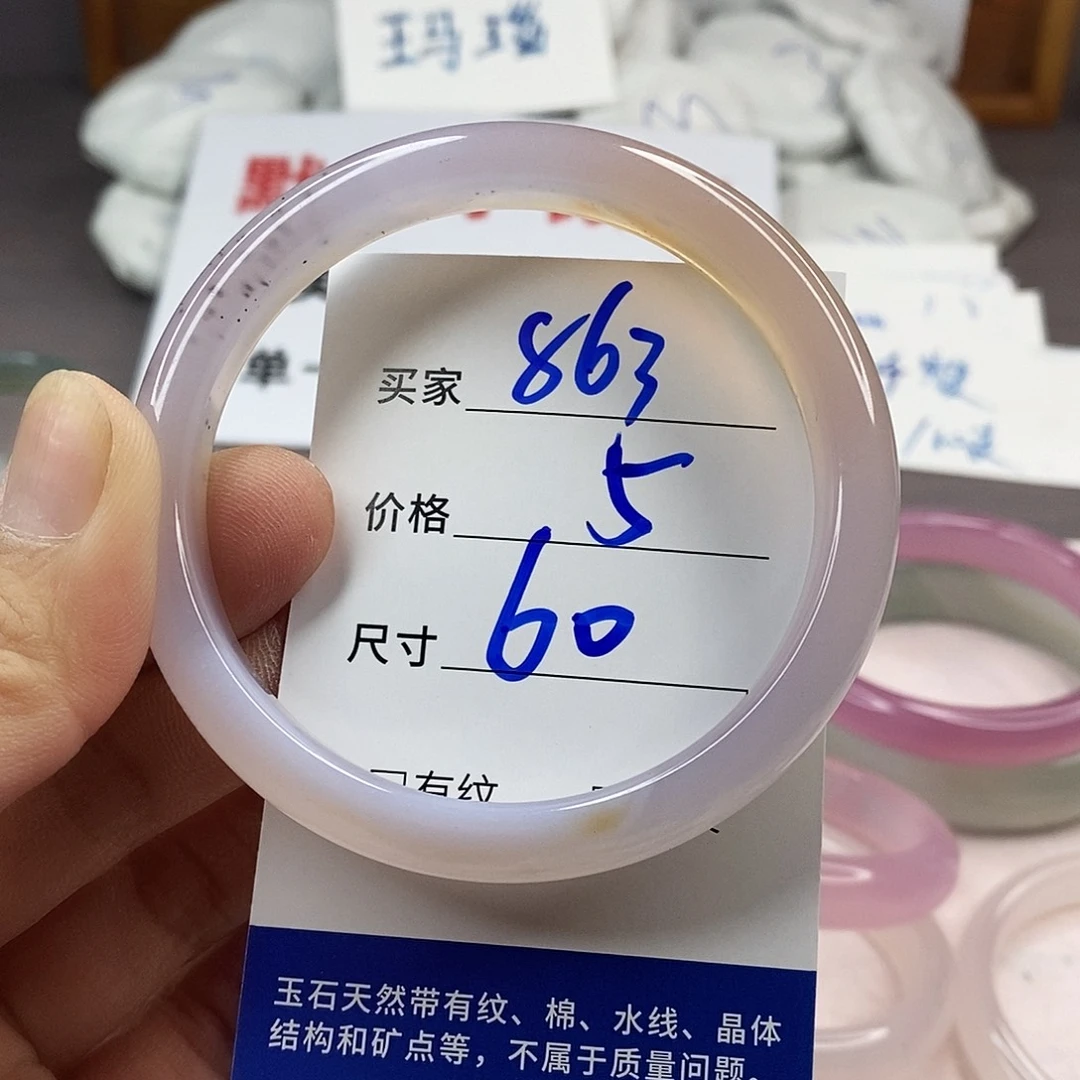 玛瑙
单一
买家 863
价格 5
尺寸 60
有纹
玉石天然带有纹、棉、水线、晶体
结构和矿点等，不属于质量问题。